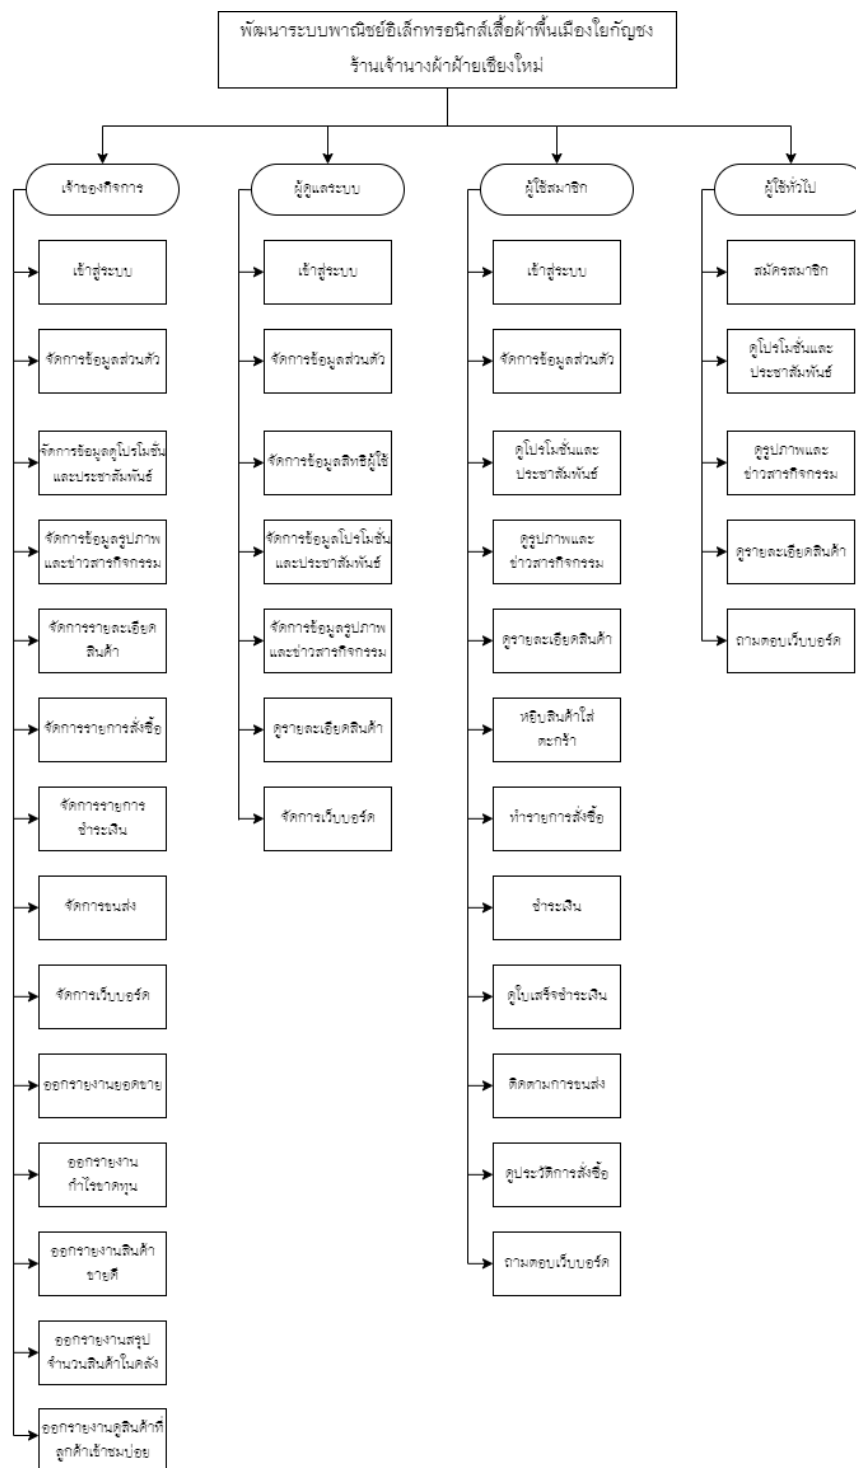 พัฒนาระบบพาณิชย์อิเล็กทรอนิกส์เสื้อผ้าพื้นเมืองใยกัญชง
ร้านเจ้านางผ้าฝ้ายเชียงใหม่
เจ้าของกิจการ
เข้าสู่ระบบ
จัดการข้อมูลส่วนตัว
จัดการข้อมูลดูโปรโมชั่น
และประชาสัมพันธ์
จัดการข้อมูลรูปภาพ
และข่าวสารกิจกรรม
จัดการรายละเอียด
สินค้า
จัดการรายการสั่งซื้อ
จัดการรายการ
ชำระเงิน
จัดการขนส่ง
จัดการเว็บบอร์ด
ออกรายงานยอดขาย
ออกรายงาน
กำไรขาดทุน
ออกรายงานสินค้า
ขายดี
ออกรายงานสรุป
จำนวนสินค้าในคลัง
ออกรายงานดูสินค้าที่
ลูกค้าเข้าชมบ่อย
ผู้ดูแลระบบ
เข้าสู่ระบบ
จัดการข้อมูลส่วนตัว
จัดการข้อมูลสิทธิผู้ใช้
จัดการข้อมูลโปรโมชั่น
และประชาสัมพันธ์
จัดการข้อมูลรูปภาพ
และข่าวสารกิจกรรม
ดูรายละเอียดสินค้า
จัดการเว็บบอร์ด
ผู้ใช้สมาชิก
เข้าสู่ระบบ
จัดการข้อมูลส่วนตัว
ดูโปรโมชั่นและ
ประชาสัมพันธ์
ดูรูปภาพและ
ข่าวสารกิจกรรม
ดูรายละเอียดสินค้า
หยิบสินค้าใส่
ตะกร้า
ทำรายการสั่งซื้อ
ชำระเงิน
ดูใบเสร็จชำระเงิน
ติดตามการขนส่ง
ดูประวัติการสั่งซื้อ
ถามตอบเว็บบอร์ด
ผู้ใช้ทั่วไป
สมัครสมาชิก
ดูโปรโมชั่นและ
ประชาสัมพันธ์
ดูรูปภาพและ
ข่าวสารกิจกรรม
ดูรายละเอียดสินค้า
ถามตอบเว็บบอร์ด